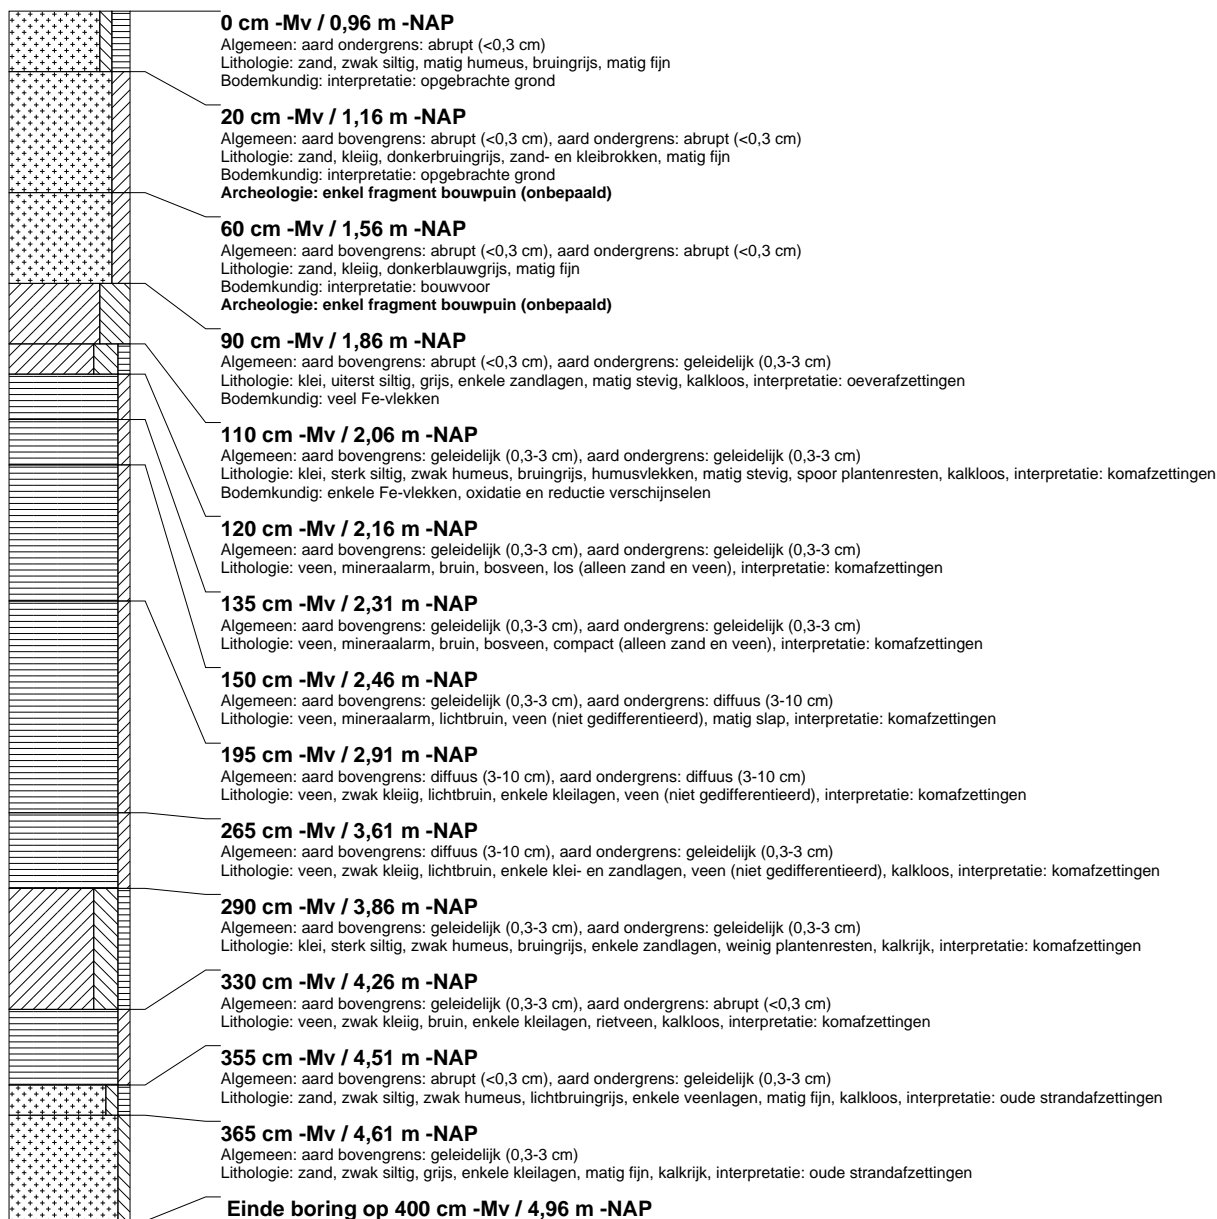 0 cm -Mv / 0,96 m -NAP
Algemeen: aard ondergrens: abrupt (<0,3 cm)
Lithologie: zand, zwak siltig, matig humeus, bruingrijs, matig fijn
Bodemkundig: interpretatie: opgebrachte grond
20 cm -Mv / 1,16 m -NAP
Algemeen: aard bovengrens: abrupt (<0,3 cm), aard ondergrens: abrupt (<0,3 cm)
Lithologie: zand, kleiig, donkerbruingrijs, zand- en kleibrokken, matig fijn
Bodemkundig: interpretatie: opgebrachte grond
Archeologie: enkel fragment bouwpuin (onbepaald)
60 cm -Mv / 1,56 m -NAP
Algemeen: aard bovengrens: abrupt (<0,3 cm), aard ondergrens: abrupt (<0,3 cm)
Lithologie: zand, kleiig, donkerblauwgrijs, matig fijn
Bodemkundig: interpretatie: bouwvoor
Archeologie: enkel fragment bouwpuin (onbepaald)
90 cm -Mv / 1,86 m -NAP
Algemeen: aard bovengrens: abrupt (<0,3 cm), aard ondergrens: geleidelijk (0,3-3 cm)
Lithologie: klei, uiterst siltig, grijs, enkele zandlagen, matig stevig, kalkloos, interpretatie: oeverafzettingen
Bodemkundig: veel Fe-vlekken
110 cm -Mv / 2,06 m -NAP
Algemeen: aard bovengrens: geleidelijk (0,3-3 cm), aard ondergrens: geleidelijk (0,3-3 cm)
Lithologie: klei, sterk siltig, zwak humeus, bruingrijs, humusvlekken, matig stevig, spoor plantenresten, kalkloos, interpretatie: komafzettingen
Bodemkundig: enkele Fe-vlekken, oxidatie en reductie verschijnselen
120 cm -Mv / 2,16 m -NAP
Algemeen: aard bovengrens: geleidelijk (0,3-3 cm), aard ondergrens: geleidelijk (0,3-3 cm)
Lithologie: veen, mineraalarm, bruin, bosveen, los (alleen zand en veen), interpretatie: komafzettingen
135 cm -Mv / 2,31 m -NAP
Algemeen: aard bovengrens: geleidelijk (0,3-3 cm), aard ondergrens: geleidelijk (0,3-3 cm)
Lithologie: veen, mineraalarm, bruin, bosveen, compact (alleen zand en veen), interpretatie: komafzettingen
150 cm -Mv / 2,46 m -NAP
Algemeen: aard bovengrens: geleidelijk (0,3-3 cm), aard ondergrens: diffuus (3-10 cm)
Lithologie: veen, mineraalarm, lichtbruin, veen (niet gedifferentieerd), matig slap, interpretatie: komafzettingen
195 cm -Mv / 2,91 m -NAP
Algemeen: aard bovengrens: diffuus (3-10 cm), aard ondergrens: diffuus (3-10 cm)
Lithologie: veen, zwak kleiig, lichtbruin, enkele kleilagen, veen (niet gedifferentieerd), interpretatie: komafzettingen
265 cm -Mv / 3,61 m -NAP
Algemeen: aard bovengrens: diffuus (3-10 cm), aard ondergrens: geleidelijk (0,3-3 cm)
Lithologie: veen, zwak kleiig, lichtbruin, enkele klei- en zandlagen, veen (niet gedifferentieerd), kalkloos, interpretatie: komafzettingen
290 cm -Mv / 3,86 m -NAP
Algemeen: aard bovengrens: geleidelijk (0,3-3 cm), aard ondergrens: geleidelijk (0,3-3 cm)
Lithologie: klei, sterk siltig, zwak humeus, bruingrijs, enkele zandlagen, weinig plantenresten, kalkrijk, interpretatie: komafzettingen
330 cm -Mv / 4,26 m -NAP
Algemeen: aard bovengrens: geleidelijk (0,3-3 cm), aard ondergrens: abrupt (<0,3 cm)
Lithologie: veen, zwak kleiig, bruin, enkele kleilagen, rietveen, kalkloos, interpretatie: komafzettingen
355 cm -Mv / 4,51 m -NAP
Algemeen: aard bovengrens: abrupt (<0,3 cm), aard ondergrens: geleidelijk (0,3-3 cm)
Lithologie: zand, zwak siltig, zwak humeus, lichtbruingrijs, enkele veenlagen, matig fijn, kalkloos, interpretatie: oude strandafzettingen
365 cm -Mv / 4,61 m -NAP
Algemeen: aard bovengrens: geleidelijk (0,3-3 cm)
Lithologie: zand, zwak siltig, grijs, enkele kleilagen, matig fijn, kalkrijk, interpretatie: oude strandafzettingen
Einde boring op 400 cm -Mv / 4,96 m -NAP